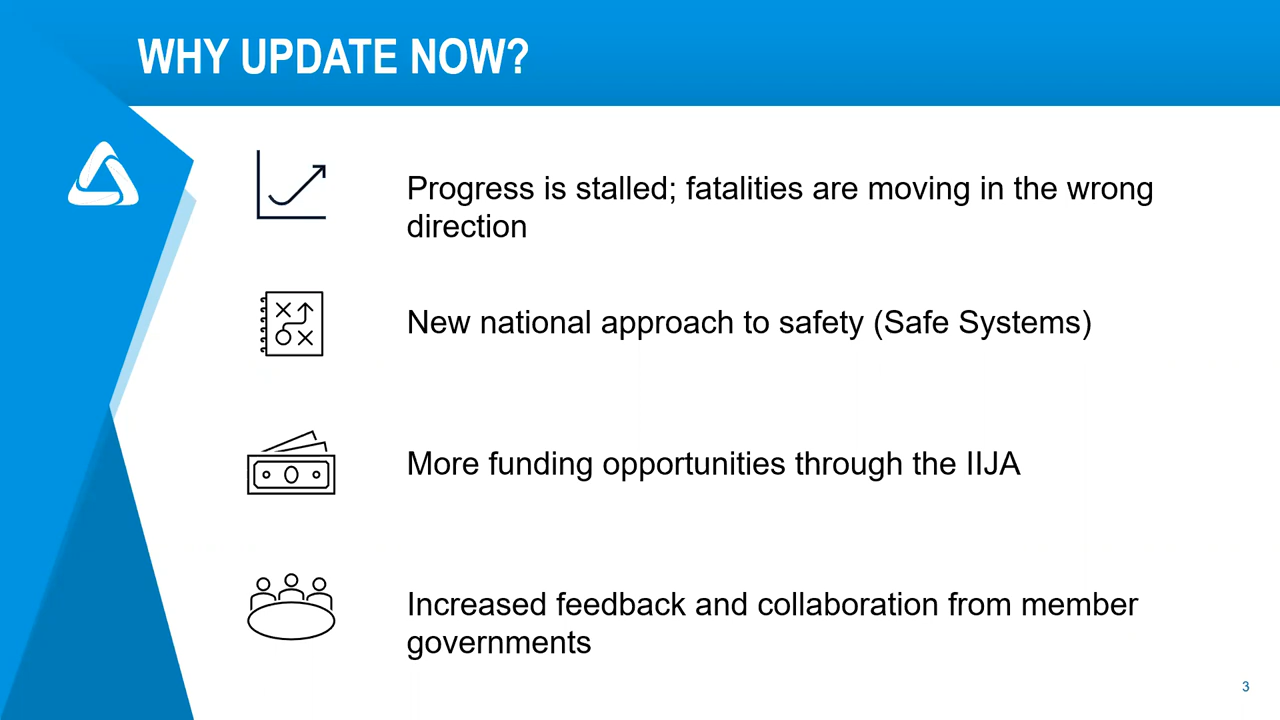 WHY UPDATE NOW?
Progress is stalled; fatalities are moving in the wrong
direction
New national approach to safety (Safe Systems)
More funding opportunities through the IIJA
Increased feedback and collaboration from member
governments
3